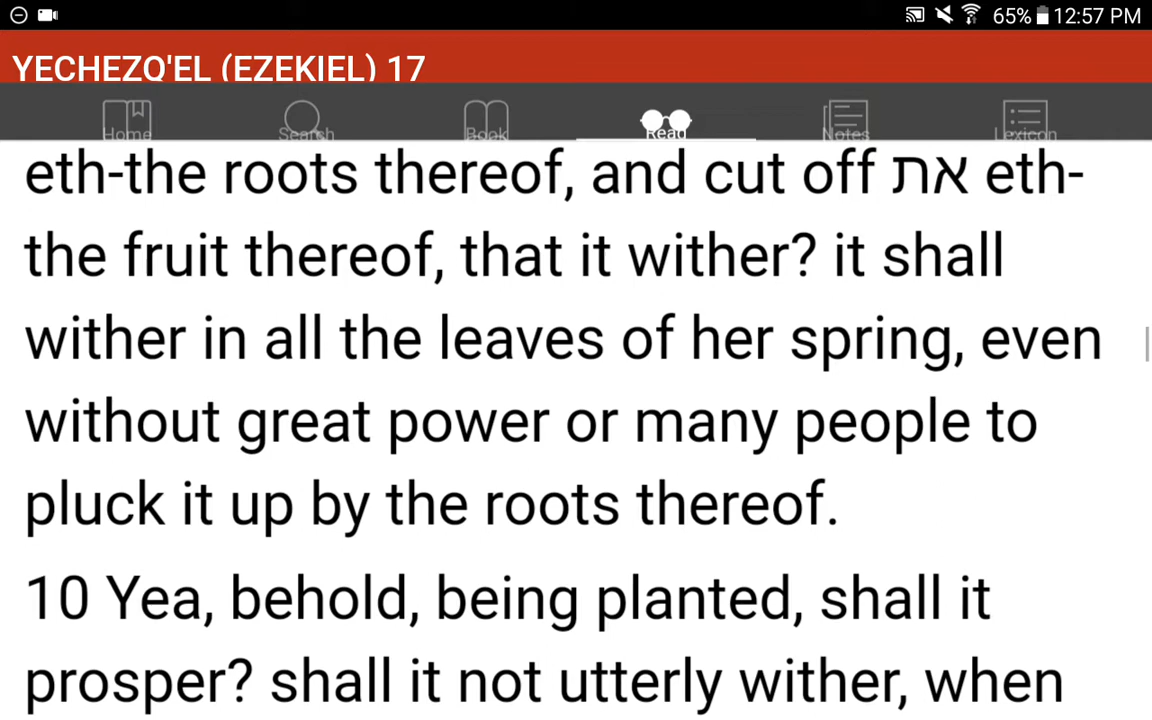 65% 12:57 PM
YECHEZQ'EL (EZEKIEL) 17
Home Search Book Read Notes Lexicon
eth-the roots thereof, and cut off את eth-
the fruit thereof, that it wither? it shall
wither in all the leaves of her spring, even
without great power or many people to
pluck it up by the roots thereof.
10 Yea, behold, being planted, shall it
prosper? shall it not utterly wither, when